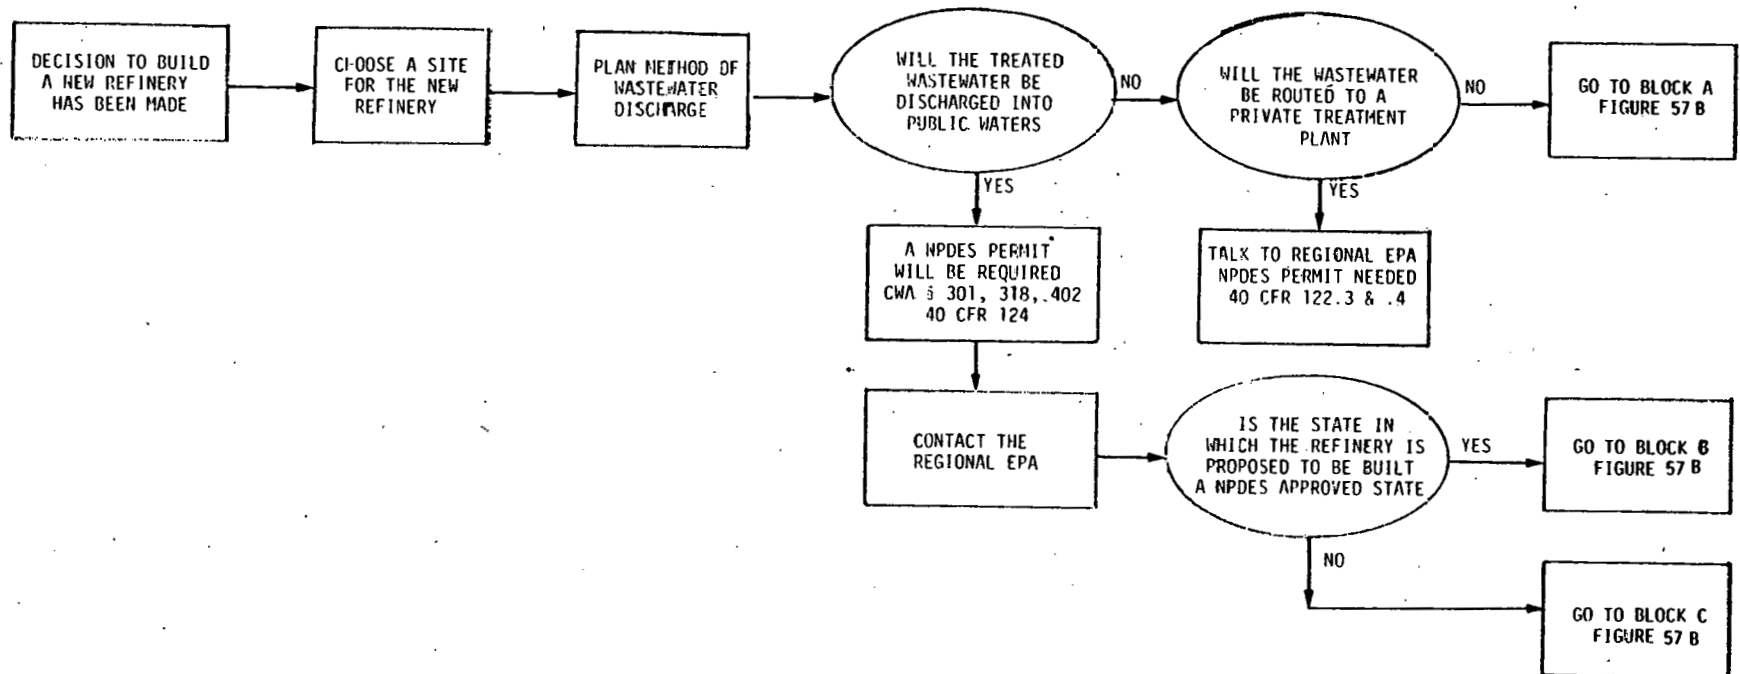 DECISION TO BUILD
A NEW REFINERY
HAS BEEN MADE
CHOOSE A SITE
FOR THE NEW
REFINERY
PLAN METHOD OF
WASTEWATER
DISCHARGE
WILL THE TREATED
WASTEWATER BE
DISCHARGED INTO
PUBLIC WATERS
NO
WILL THE WASTEWATER
BE ROUTED TO A
PRIVATE TREATMENT
PLANT
NO
GO TO BLOCK A
FIGURE 57 B
YES
YES
A NPDES PERMIT
WILL BE REQUIRED
CWA § 301, 318, 402
40 CFR 124
TALK TO REGIONAL EPA
NPDES PERMIT NEEDED
40 CFR 122.3 & .4
CONTACT THE
REGIONAL EPA
IS THE STATE IN
WHICH THE REFINERY IS
PROPOSED TO BE BUILT
A NPDES APPROVED STATE
YES
GO TO BLOCK B
FIGURE 57 B
NO
GO TO BLOCK C
FIGURE 57 B